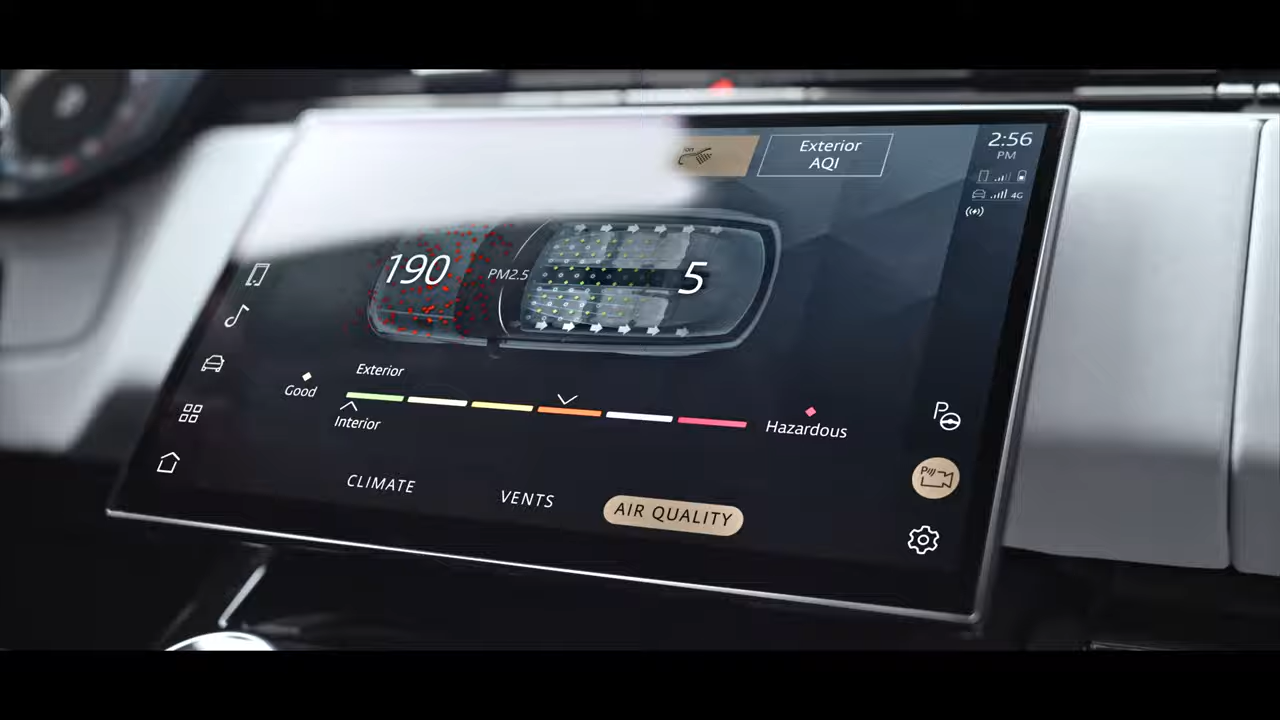 Exterior
AQI
2:56
PM
4G
190
PM2.5
5
Exterior
Good
Interior
Hazardous
P
P
CLIMATE
VENTS
AIR QUALITY